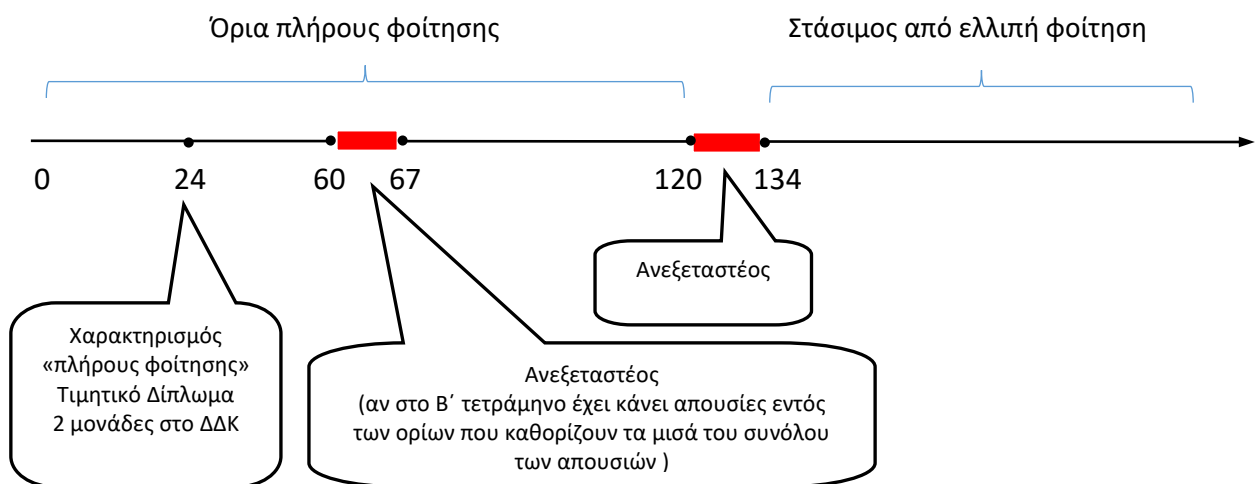 Όρια πλήρους φοίτησης
Στάσιμος από ελλιπή φοίτηση
0 24 60 67 120 134
Ανεξεταστέος
Χαρακτηρισμός
«πλήρους φοίτησης»
Τιμητικό Δίπλωμα
2 μονάδες στο ΔΔΚ
Ανεξεταστέος
(αν στο Β΄ τετράμηνο έχει κάνει απουσίες εντός
των ορίων που καθορίζουν τα μισά του συνόλου
των απουσιών )